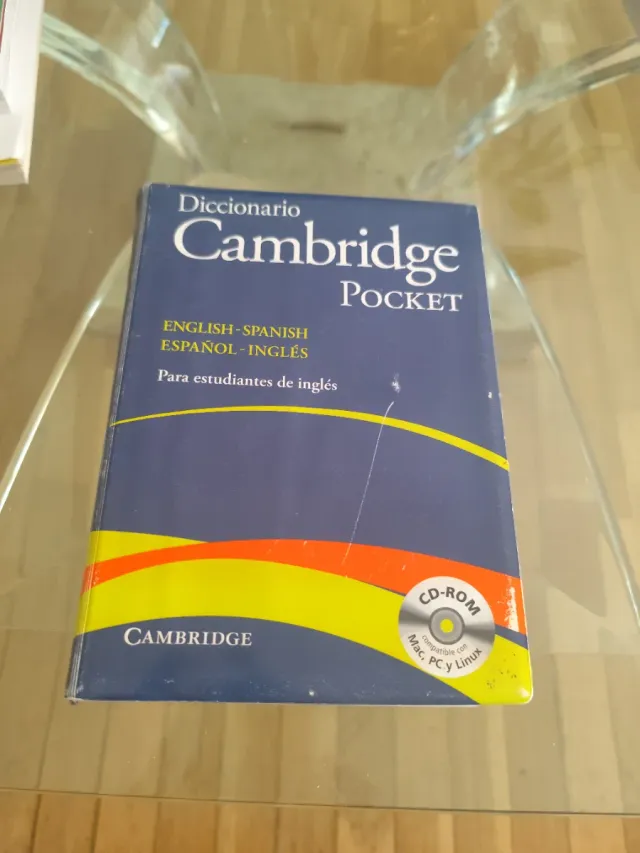 Diccionario
Cambridge
POCKET
ENGLISH-SPANISH
ESPAÑOL-INGLÉS
Para estudiantes de inglés
CAMBRIDGE
CD-ROM
compatible con
Mac, PC y Linux